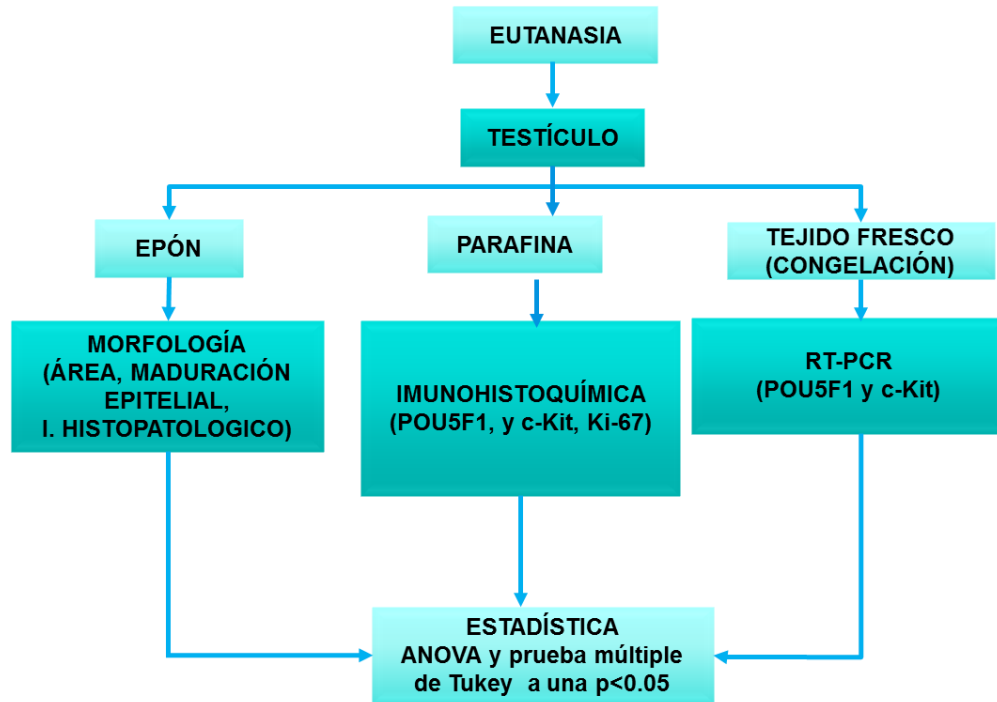 EUTANASIA
TESTÍCULO
EPÓN
PARAFINA
TEJIDO FRESCO
(CONGELACIÓN)
MORFOLOGÍA
(ÁREA, MADURACIÓN
EPITELIAL,
I. HISTOPATOLOGICO)
IMUNOHISTOQUÍMICA
(POU5F1, y c-Kit, Ki-67)
RT-PCR
(POU5F1 y c-Kit)
ESTADÍSTICA
ANOVA y prueba múltiple
de Tukey a una p<0.05